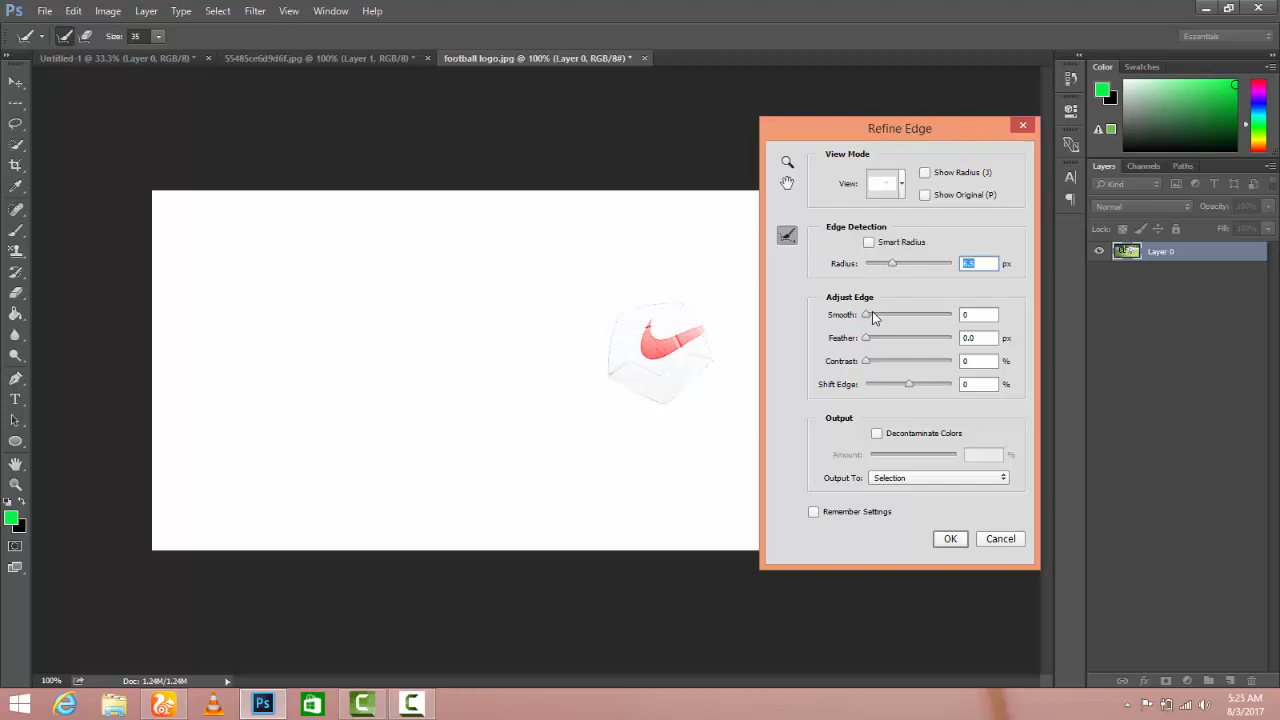 Ps File Edit Image Layer Type Select Filter View Window Help
Size: 35 Essentials
Untitled-1 @ 33.3% (Layer 0, RGB/8) * × 55485ce6d9d6f.jpg @ 100% (Layer 1, RGB/8) * × football logo.jpg @ 100% (Layer 0, RGB/8#) * ×
Color Swatches
Refine Edge
View Mode
View: Show Radius (J)
Show Original (P)
Edge Detection
Smart Radius
Radius: px
Adjust Edge
Smooth: 0
Feather: 0.0 px
Contrast: 0 %
Shift Edge: 0 %
Output
Decontaminate Colors
Amount: %
Output To: Selection
Remember Settings
OK Cancel
Layers Channels Paths
Kind
Normal Opacity: 100%
Lock: Fill: 100%
Layer 0
100% Doc: 1.24M/1.24M
5:25 AM
8/3/2017